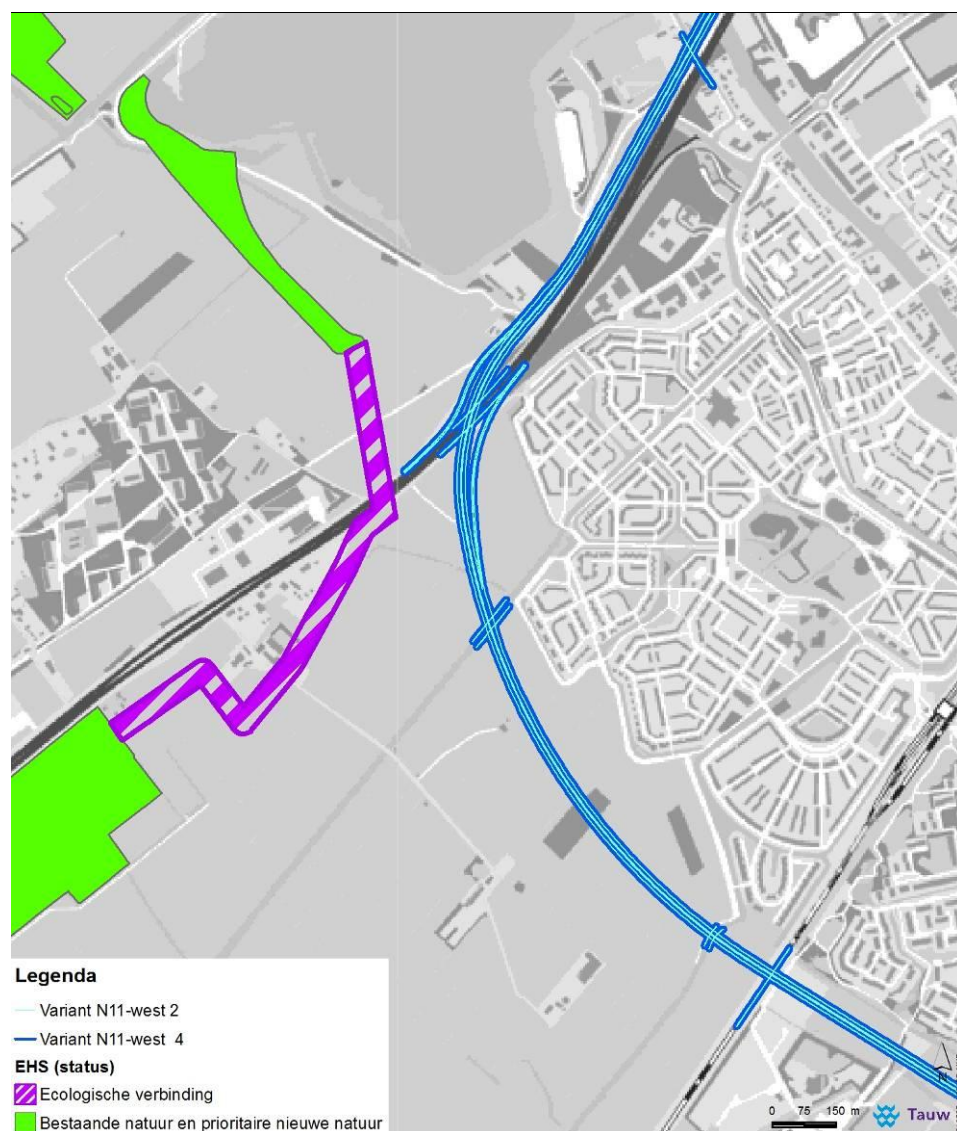 Legenda
Variant N11-west 2
Variant N11-west 4
EHS (status)
Ecologische verbinding
Bestaande natuur en prioritaire nieuwe natuur
N
0 75 150 m
Tauw